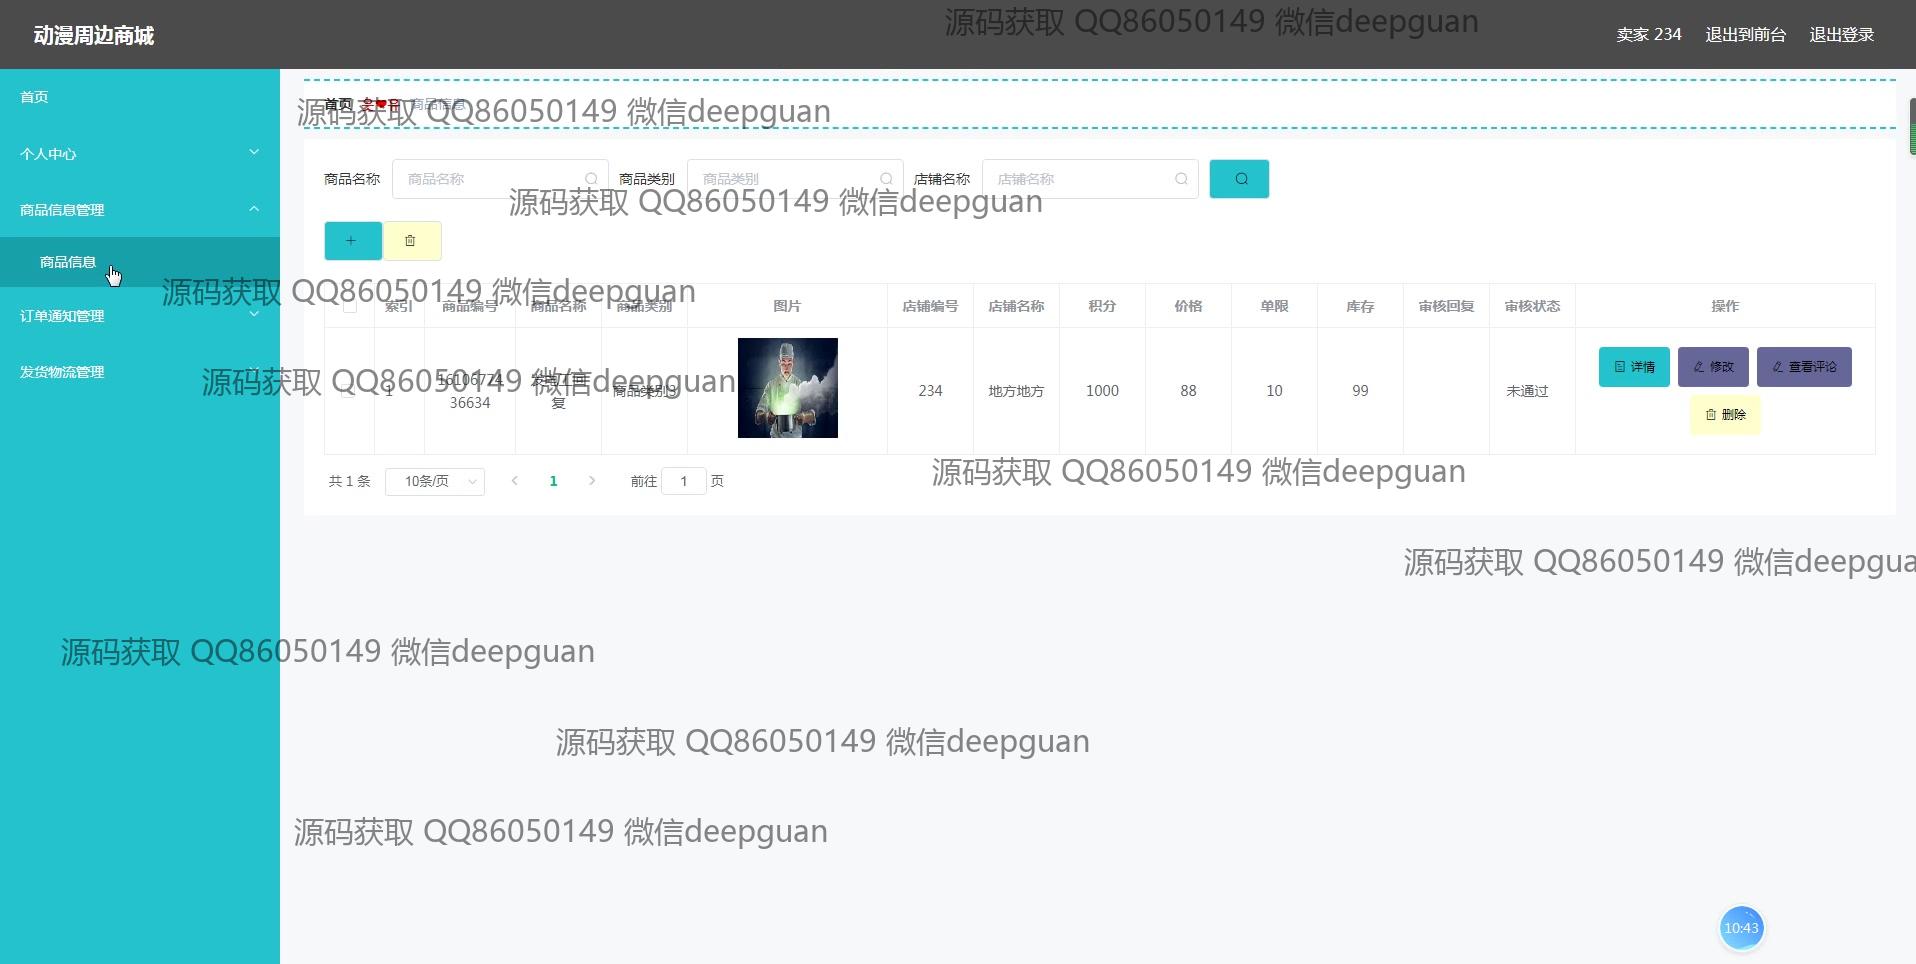 动漫周边商城
源码获取 QQ86050149 微信deepguan
卖家 234 退出到前台 退出登录
首页
个人中心
商品信息管理
商品信息
订单通知管理
发货物流管理
首页 商品信息
源码获取 QQ86050149 微信deepguan
商品名称 商品名称 商品类别 商品类别 店铺名称 店铺名称
源码获取 QQ86050149 微信deepguan
源码获取 QQ86050149 微信deepguan
索引 商品编号 商品名称 商品类别 图片 店铺编号 店铺名称 积分 价格 单限 库存 审核回复 审核状态 操作
源码获取 QQ86050149 微信deepguan
1 商品类别3 234 地方地方 1000 88 10 99 未通过
36634 复
详情 修改 查看评论
删除
共 1 条 10条/页 1 前往 1 页
源码获取 QQ86050149 微信deepguan
源码获取 QQ86050149 微信deepgua
源码获取 QQ86050149 微信deepguan
源码获取 QQ86050149 微信deepguan
源码获取 QQ86050149 微信deepguan
10:43